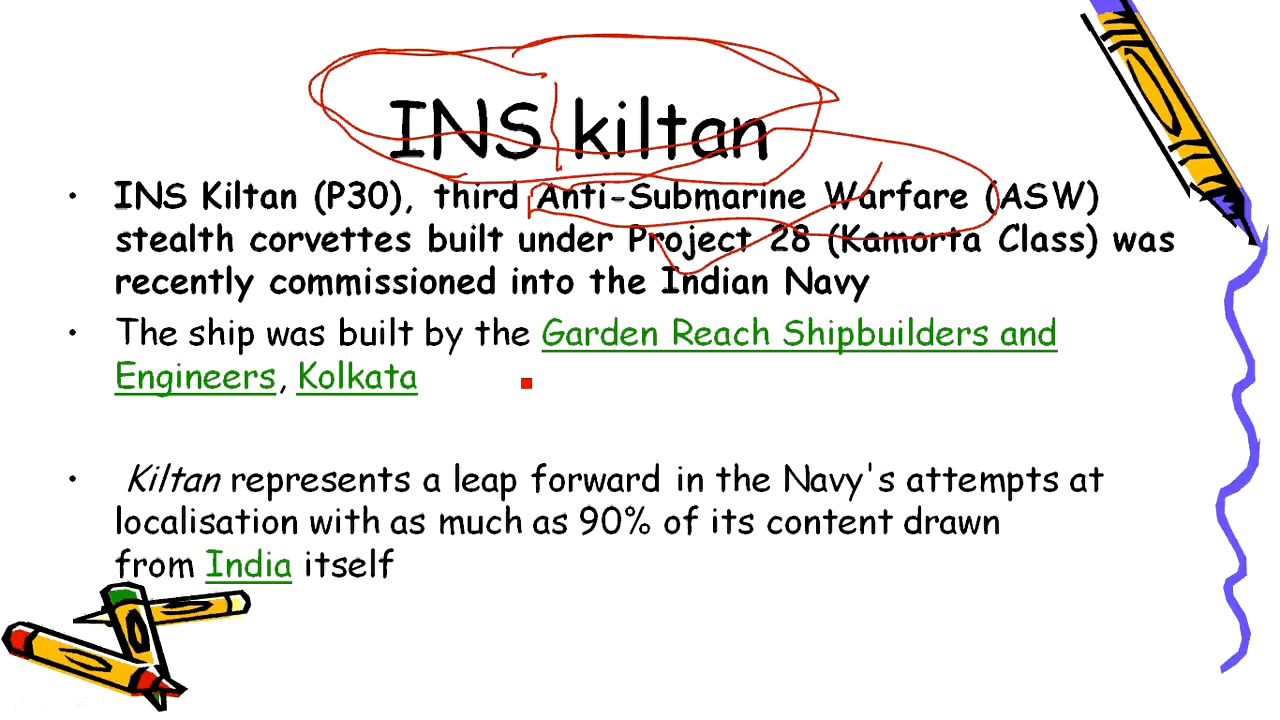 INS kiltan
• INS Kiltan (P30), third Anti-Submarine Warfare (ASW)
stealth corvettes built under Project 28 (Kamorta Class) was
recently commissioned into the Indian Navy
• The ship was built by the Garden Reach Shipbuilders and
Engineers, Kolkata
• Kiltan represents a leap forward in the Navy's attempts at
localisation with as much as 90% of its content drawn
from India itself